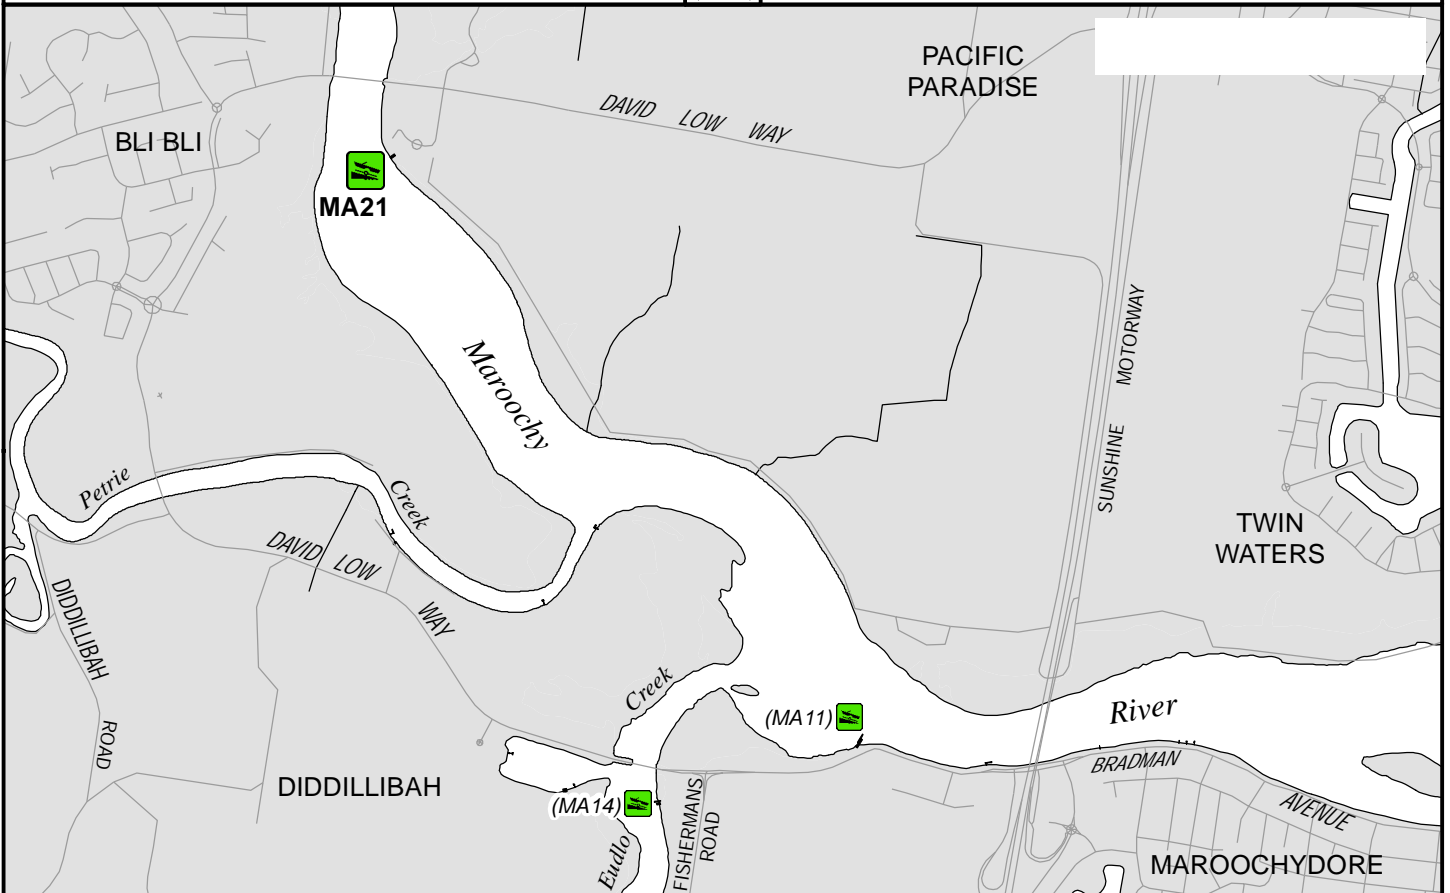 PACIFIC
PARADISE
DAVID LOW WAY
BLI BLI
MA21
Maroochy
SUNSHINE MOTORWAY
Petrie
Creek
TWIN
WATERS
DAVID LOW WAY
DIDDILLIBAH ROAD
Creek
(MA11)
River
BRADMAN AVENUE
DIDDILLIBAH
(MA14)
FISHERMANS
ROAD
Eudlo
MAROOCHYDORE